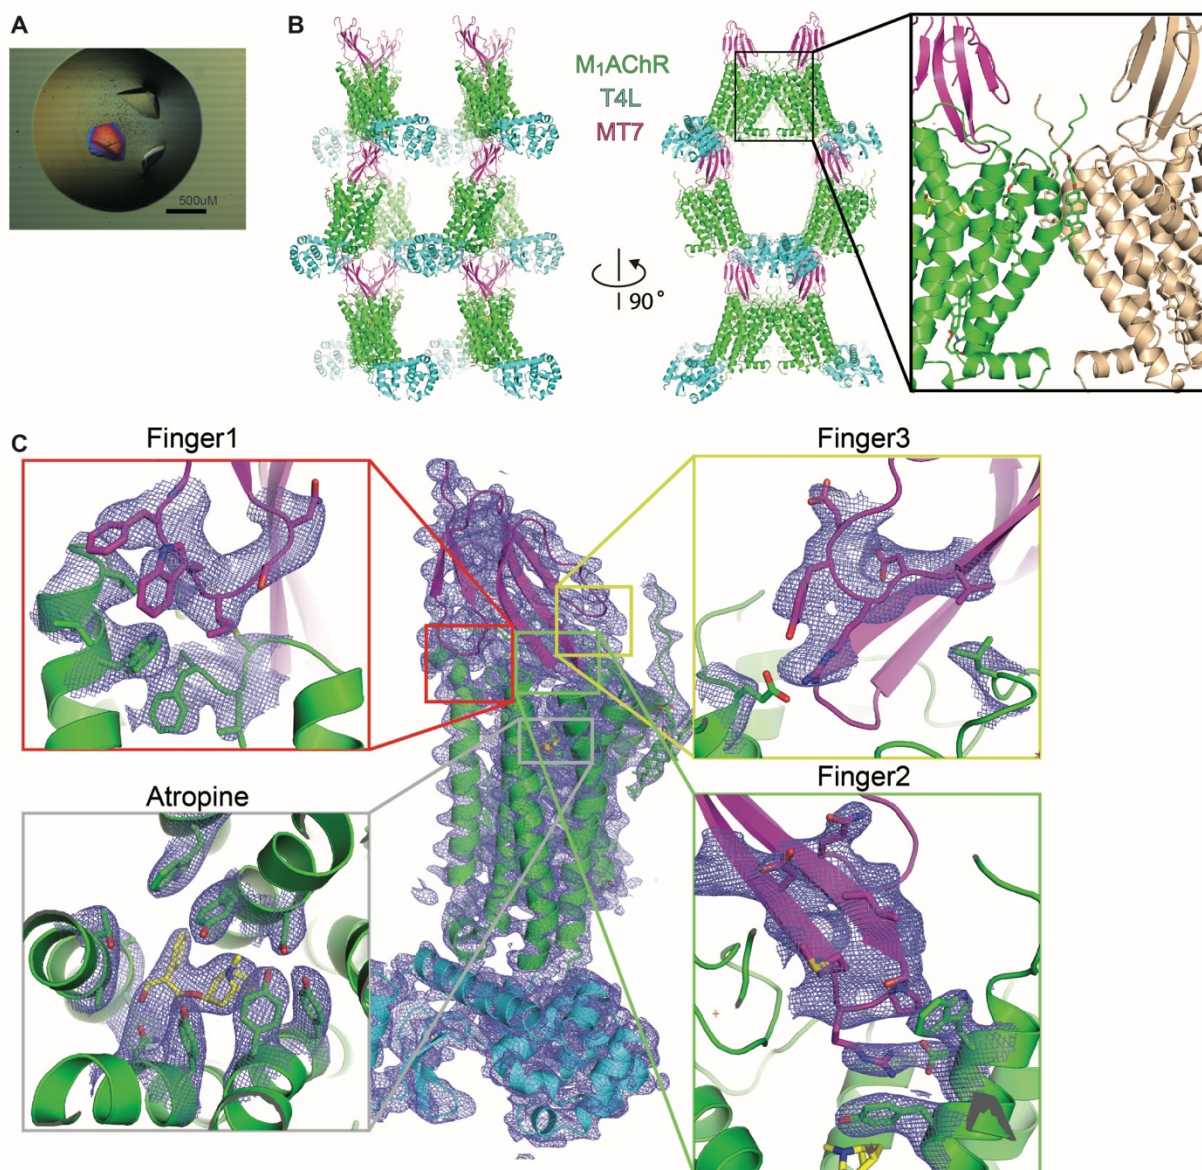 A
500uM
B
M₁AChR
T4L
MT7
90°
C
Finger1
Finger3
Atropine
Finger2